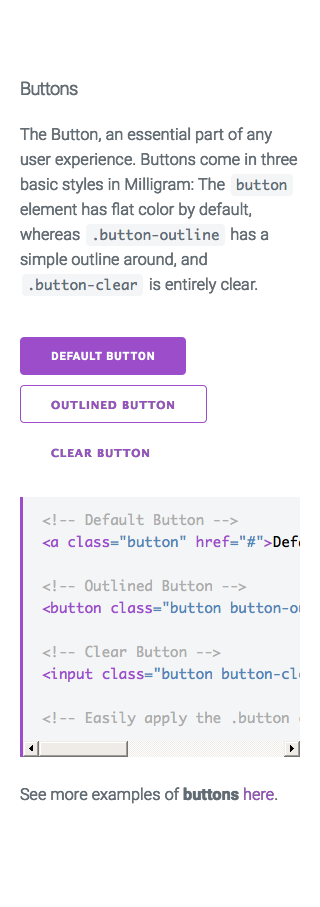 Buttons
The Button, an essential part of any
user experience. Buttons come in three
basic styles in Milligram: The button
element has flat color by default,
whereas .button-outline has a
simple outline around, and
.button-clear is entirely clear.
DEFAULT BUTTON
OUTLINED BUTTON
CLEAR BUTTON
<!-- Default Button -->
<a class="button" href="#">Defa
<!-- Outlined Button -->
<button class="button button-ou
<!-- Clear Button -->
<input class="button button-cle
<!-- Easily apply the .button
See more examples of buttons here.